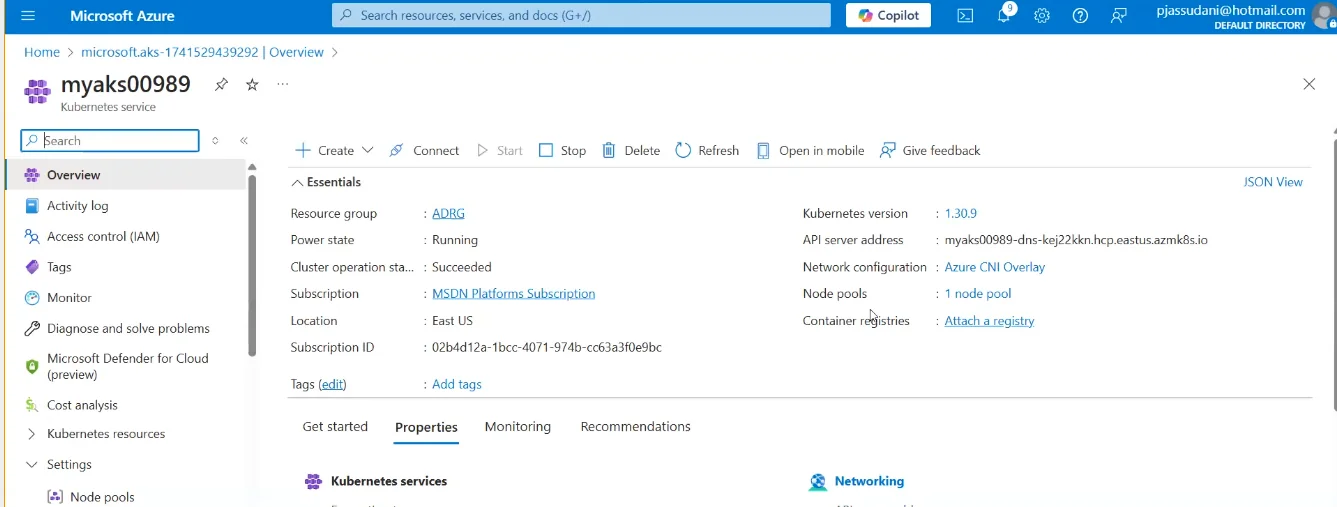 Microsoft Azure
Search resources, services, and docs (G+/)
Copilot
9
pjassudani@hotmail.com
DEFAULT DIRECTORY
Home > microsoft.aks-1741529439292 | Overview >
myaks00989
Kubernetes service
Search
Overview
Activity log
Access control (IAM)
Tags
Monitor
Diagnose and solve problems
Microsoft Defender for Cloud
(preview)
Cost analysis
Kubernetes resources
Settings
Node pools
Create
Connect
Start
Stop
Delete
Refresh
Open in mobile
Give feedback
Essentials
JSON View
Resource group : ADRG
Power state : Running
Cluster operation sta... : Succeeded
Subscription : MSDN Platforms Subscription
Location : East US
Subscription ID : 02b4d12a-1bcc-4071-974b-cc63a3f0e9bc
Tags (edit) : Add tags
Kubernetes version : 1.30.9
API server address : myaks00989-dns-kej22kkn.hcp.eastus.azmk8s.io
Network configuration : Azure CNI Overlay
Node pools : 1 node pool
Container registries : Attach a registry
Get started
Properties
Monitoring
Recommendations
Kubernetes services
Networking